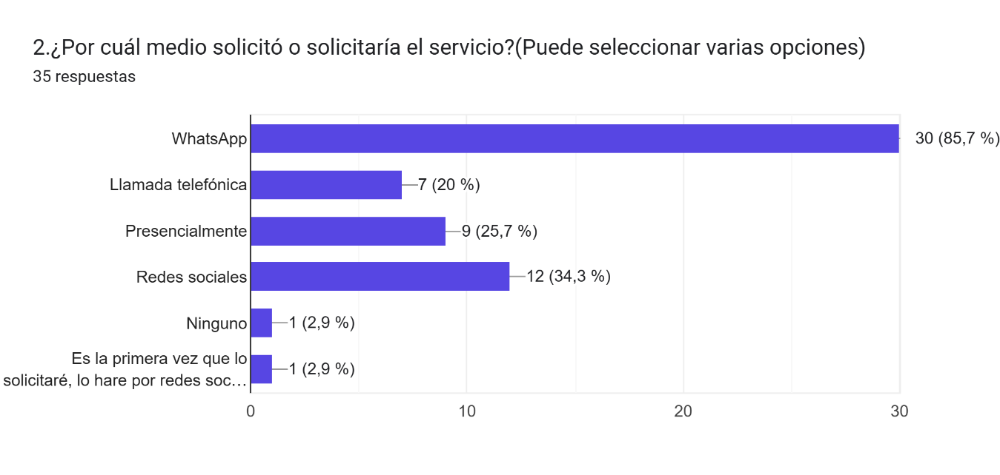 2.¿Por cuál medio solicitó o solicitaría el servicio?(Puede seleccionar varias opciones)
35 respuestas
WhatsApp
30 (85,7 %)
Llamada telefónica
7 (20 %)
Presencialmente
9 (25,7 %)
Redes sociales
12 (34,3 %)
Ninguno
1 (2,9 %)
Es la primera vez que lo
solicitaré, lo hare por redes soc…
1 (2,9 %)
0
10
20
30